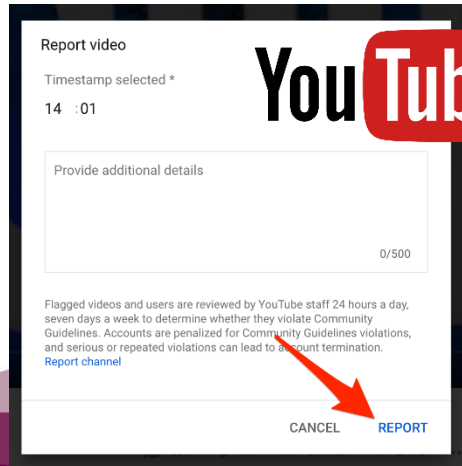 Report video
YouTub
Timestamp selected *
14 :01
Provide additional details
0/500
Flagged videos and users are reviewed by YouTube staff 24 hours a day,
seven days a week to determine whether they violate Community
Guidelines. Accounts are penalized for Community Guidelines violations,
and serious or repeated violations can lead to account termination.
Report channel
CANCEL
REPORT